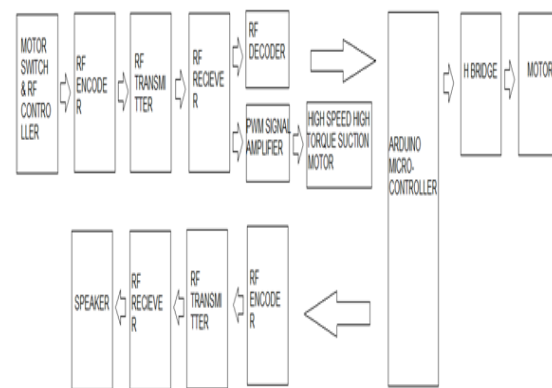 MOTOR
SWITCH
& RF
CONTRO
LLER
RF
ENCODE
R
RF
TRANSMI
TTER
RF
RECIEVE
R
RF
DECODER
PWM SIGNAL
AMPLIFIER
HIGH SPEED HIGH
TORQUE SUCTION
MOTOR
ARDUINO
MICRO-
CONTROLLER
H BRIDGE
MOTOR
SPEAKER
RF
RECIEVE
R
RF
TRANSMI
TTER
RF
ENCODE
R